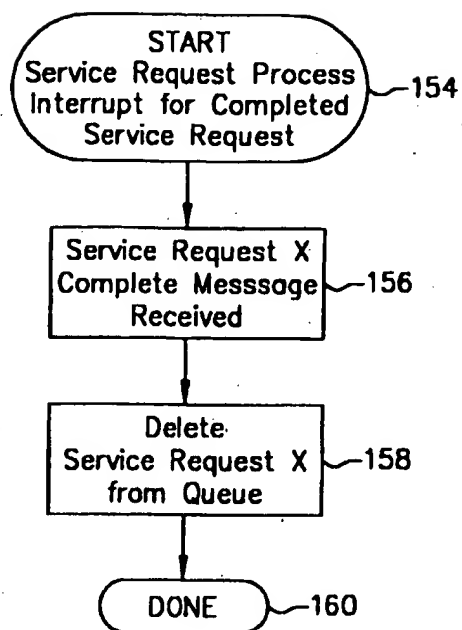 START
Service Request Process
Interrupt for Completed
Service Request
154
Service Request X
Complete Messsage
Received
156
Delete
Service Request X
from Queue
158
DONE
160